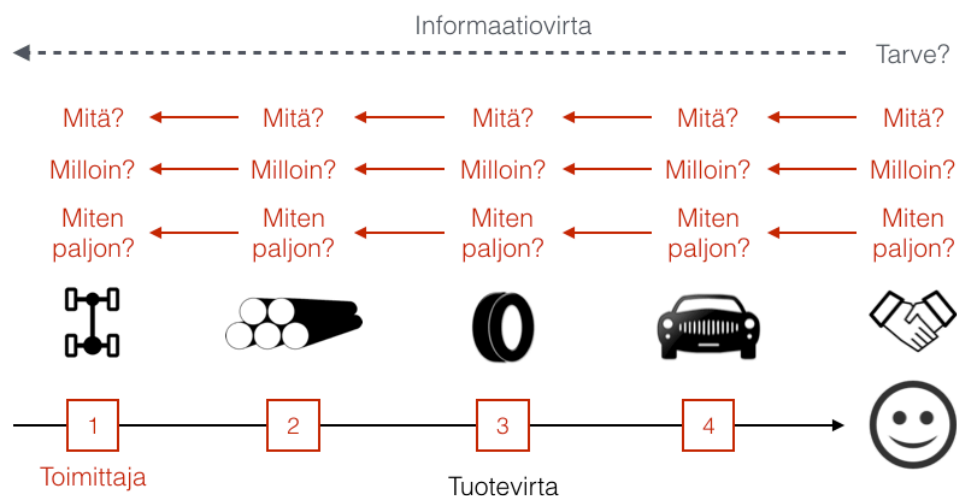 Informaatiovirta
Tarve?
Mitä? Mitä? Mitä? Mitä? Mitä?
Milloin? Milloin? Milloin? Milloin? Milloin?
Miten Miten Miten Miten Miten
paljon? paljon? paljon? paljon? paljon?
1 2 3 4
Toimittaja
Tuotevirta